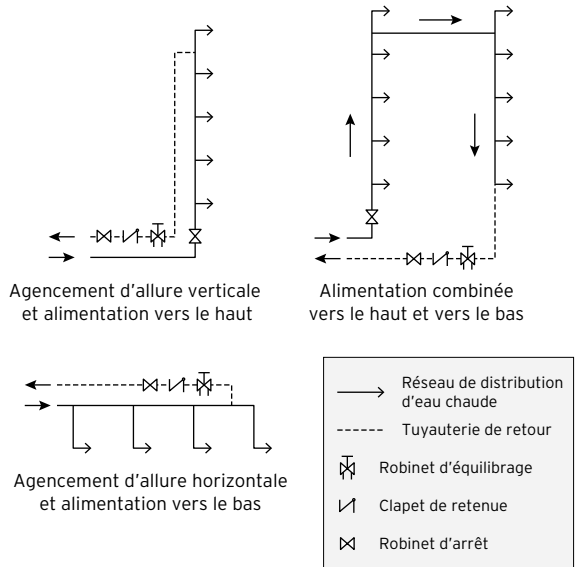 Agencement d'allure verticale
et alimentation vers le haut
Alimentation combinée
vers le haut et vers le bas
Agencement d'allure horizontale
et alimentation vers le bas
Réseau de distribution
d'eau chaude
Tuyauterie de retour
Robinet d'équilibrage
Clapet de retenue
Robinet d'arrêt